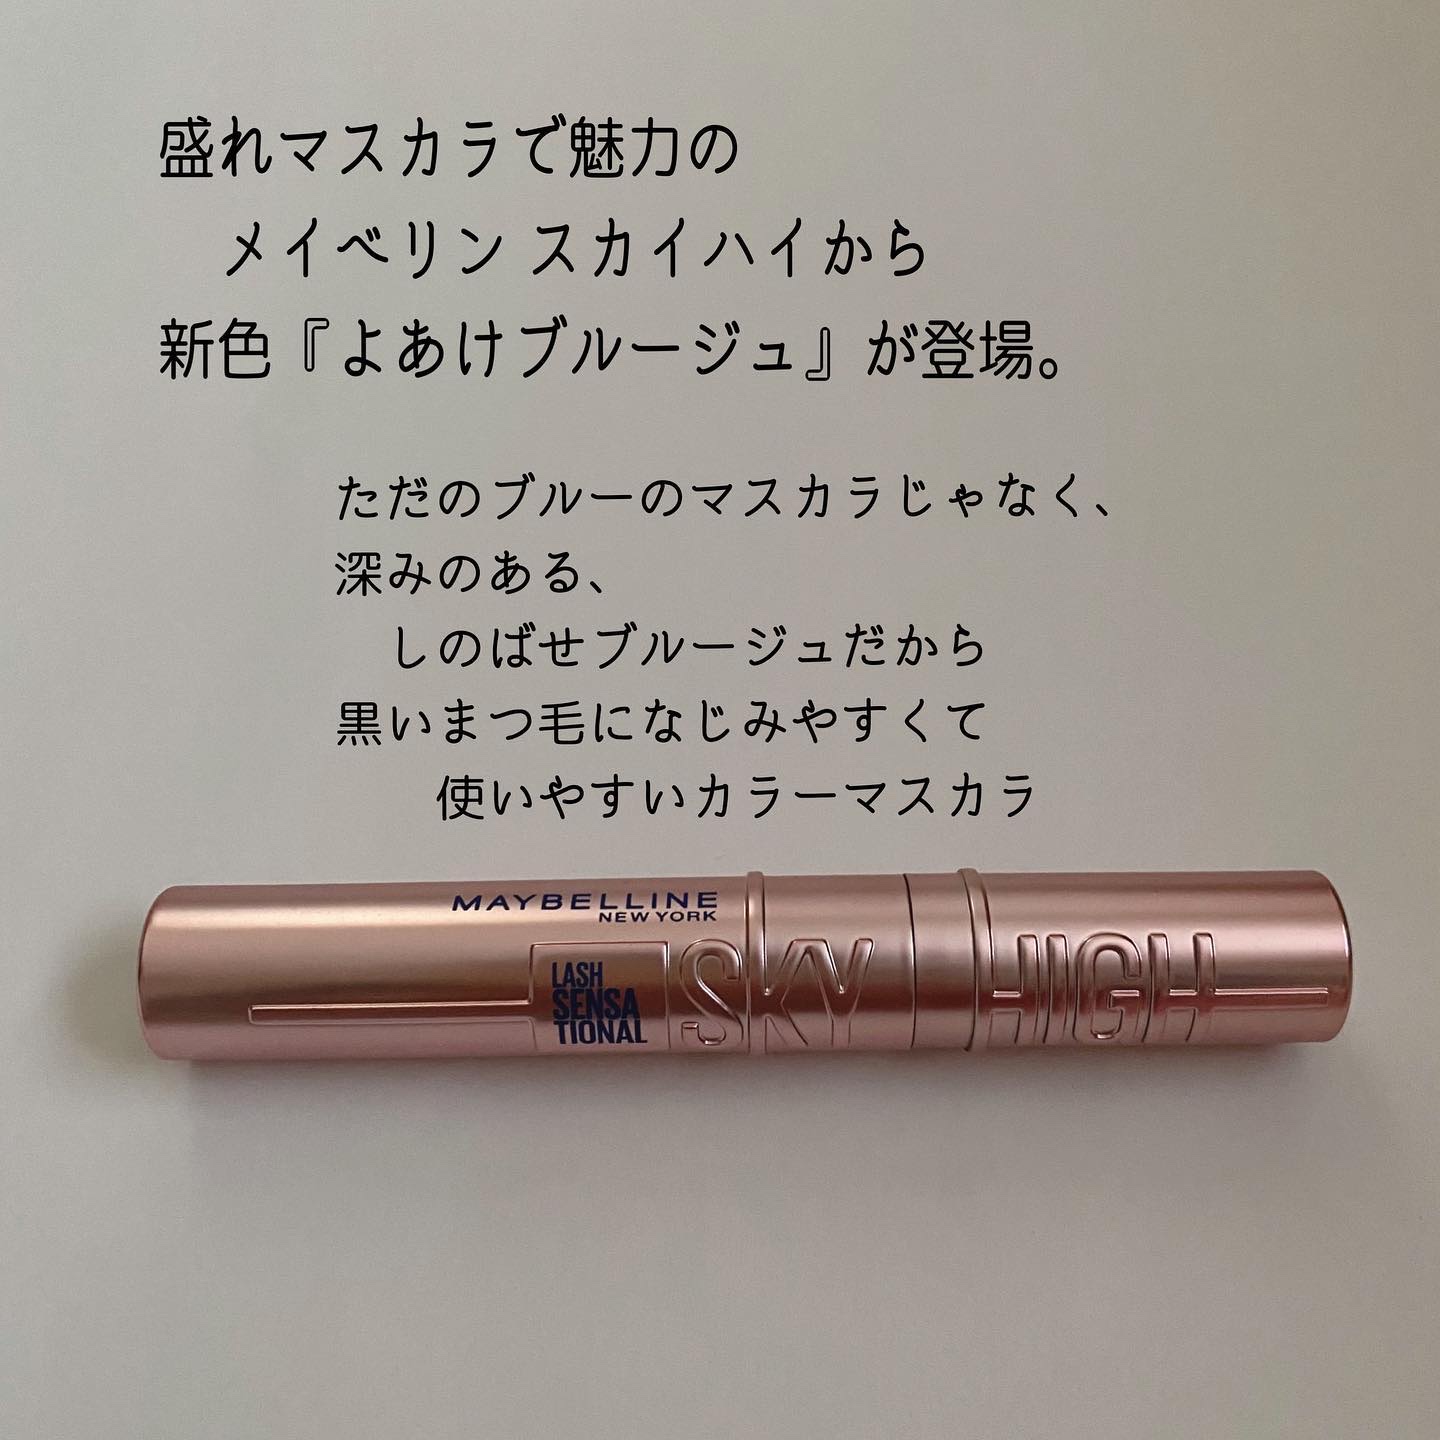 盛れマスカラで魅力の
メイベリン スカイハイから
新色『よあけブルージュ』が登場。
ただのブルーのマスカラじゃなく、
深みのある、
しのばせブルージュだから
黒いまつ毛になじみやすくて
使いやすいカラーマスカラ
MAYBELLINE
NEW YORK
LASH
SENSA
TIONAL
SKY HIGH